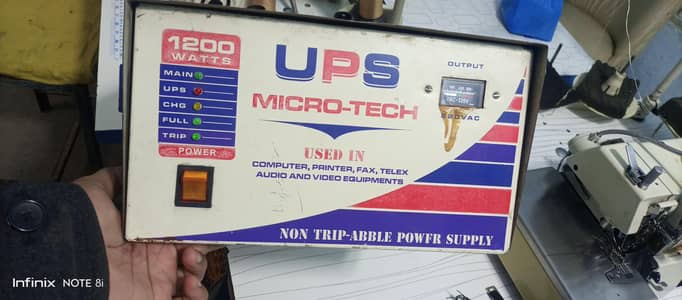 1200
WATTS
MAIN
UPS
CHG
FULL
TRIP
POWER
UPS
MICRO-TECH
USED IN
COMPUTER, PRINTER, FAX, TELEX
AUDIO AND VIDEO EQUIPMENTS
OUTPUT
220VAC
NON TRIP-ABBLE POWFR SUPPLY
Infinix NOTE 8i